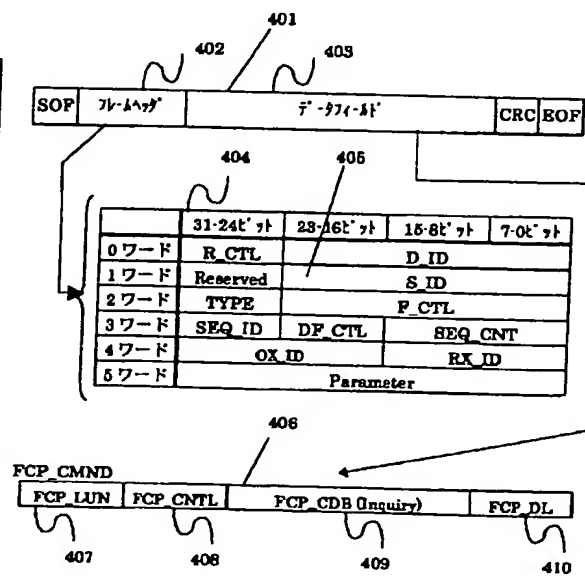 401
402 403
SOF ﾌﾚｰﾑﾍｯﾀﾞ ﾃﾞｰﾀﾌｨｰﾙﾄﾞ CRC EOF
404 405
31-24ﾋﾞｯﾄ 23-16ﾋﾞｯﾄ 15-8ﾋﾞｯﾄ 7-0ﾋﾞｯﾄ
0ワード R_CTL D_ID
1ワード Reserved S_ID
2ワード TYPE F_CTL
3ワード SEQ_ID DF_CTL SEQ_CNT
4ワード OX_ID RX_ID
5ワード Parameter
406
FCP_CMND
FCP_LUN FCP_CNTL FCP_CDB (Inquiry) FCP_DL
407 408 409 410